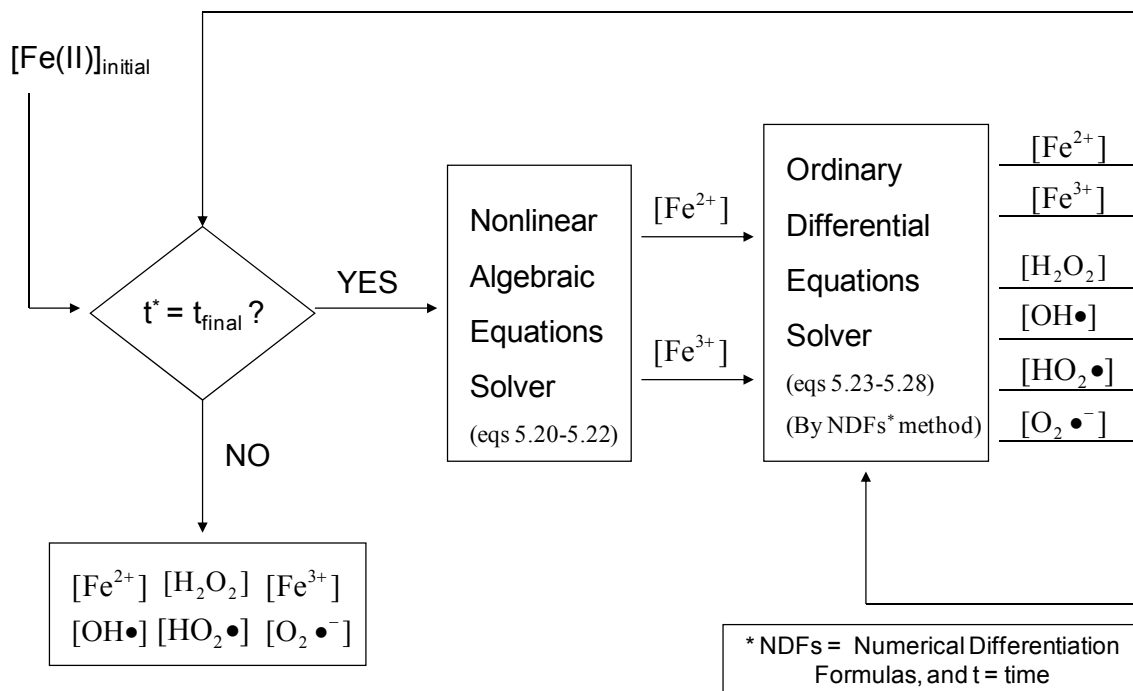 [Fe(II)]initial
t* = tfinal ?
YES
NO
Nonlinear
Algebraic
Equations
Solver
(eqs 5.20-5.22)
[Fe²⁺]
[Fe³⁺]
Ordinary
Differential
Equations
Solver
(eqs 5.23-5.28)
(By NDFs* method)
[Fe²⁺]
[Fe³⁺]
[H₂O₂]
[OH●]
[HO₂●]
[O₂●⁻]
[Fe²⁺] [H₂O₂] [Fe³⁺]
[OH●] [HO₂●] [O₂●⁻]
* NDFs = Numerical Differentiation
Formulas, and t = time